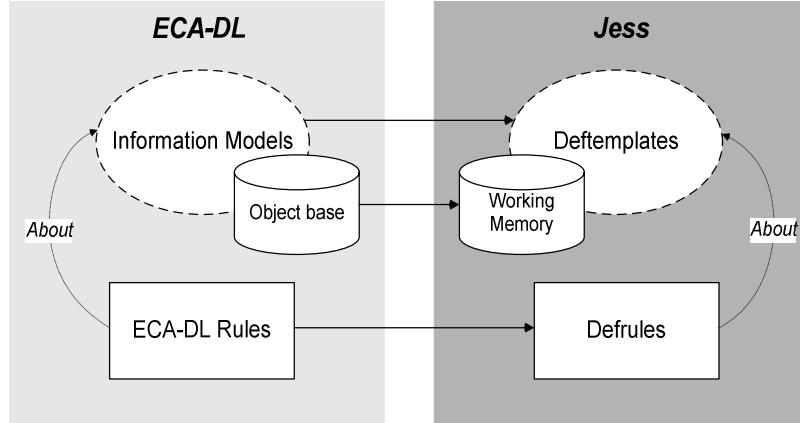 ECA-DL
Jess
Information Models
Deftemplates
Object base
Working
Memory
About
About
ECA-DL Rules
Defrules